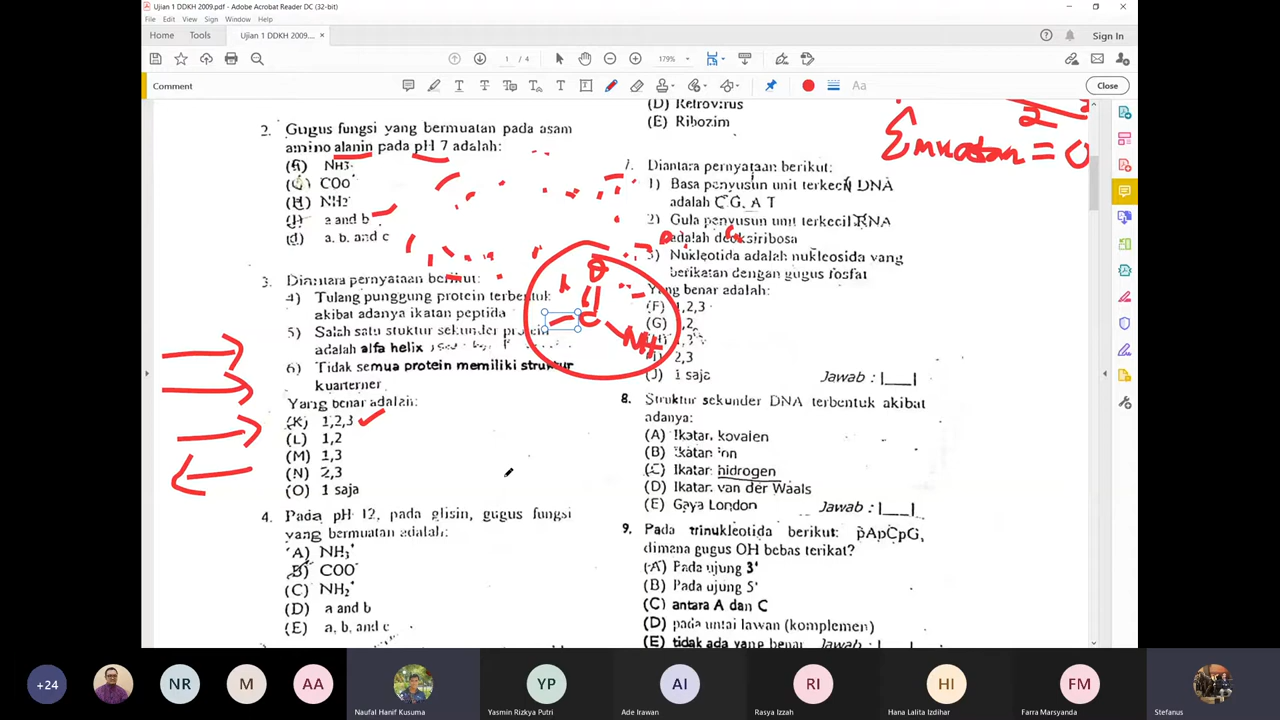 Ujian 1 DDKH 2009.pdf - Adobe Acrobat Reader DC (32-bit)
File Edit View Sign Window Help
Home Tools Ujian 1 DDKH 2009... × Sign In
1 / 4 179%
Comment Aa Close
2. Gugus fungsi yang bermuatan pada asam
amino alanin pada pH 7 adalah:
NH3
COO
NH2
a and b
a, b, and c
3. Diantara pernyataan berikut:
4) Tulang punggung protein terbentuk
akibat adanya ikatan peptida
5) Salah satu stuktur sekunder protein
adalah alfa helix
6) Tidak semua protein memiliki struktur
kuarterner
Yang benar adalah:
(K) 1,2,3
(L) 1,2
(M) 1,3
(N) 2,3
(O) 1 saja
4. Pada pH 12, pada glisin, gugus fungsi
yang bermuatan adalah:
(A) NH3+
(B) COO-
(C) NH2+
(D) a and b
(E) a, b, and c
(D) Retrovirus
(E) Ribozim
Diantara pernyataan berikut:
1) Basa penyusun unit terkecil DNA
adalah C G, A T
2) Gula penyusun unit terkecil RNA
adalah deoksiribosa
3) Nukleotida adalah nukleosida yang
berikatan dengan gugus fosfat
Yang benar adalah:
(F) 1,2,3
(G) 1,2
2,3
(J) 1 saja Jawab : |___|
8. Struktur sekunder DNA terbentuk akibat
adanya:
(A) Ikatan kovalen
(B) Ikatan ion
(C) Ikatan hidrogen
(D) Ikatan van der Waals
(E) Gaya London Jawab : |___|
9. Pada trinukleotida berikut: pApCpG,
dimana gugus OH bebas terikat?
(A) Pada ujung 3'
(B) Pada ujung 5'
(C) antara A dan C
(D) pada untai lawan (komplemen)
(E) tidak ada yang benar Jawab : |___|
2
Σmuatan = 0
O
C
NH
+24 NR M AA YP AI RI HI FM
Naufal Hanif Kusuma Yasmin Rizkya Putri Ade Irawan Rasya Izzah Hana Lalita Izdihar Farra Marsyanda Stefanus